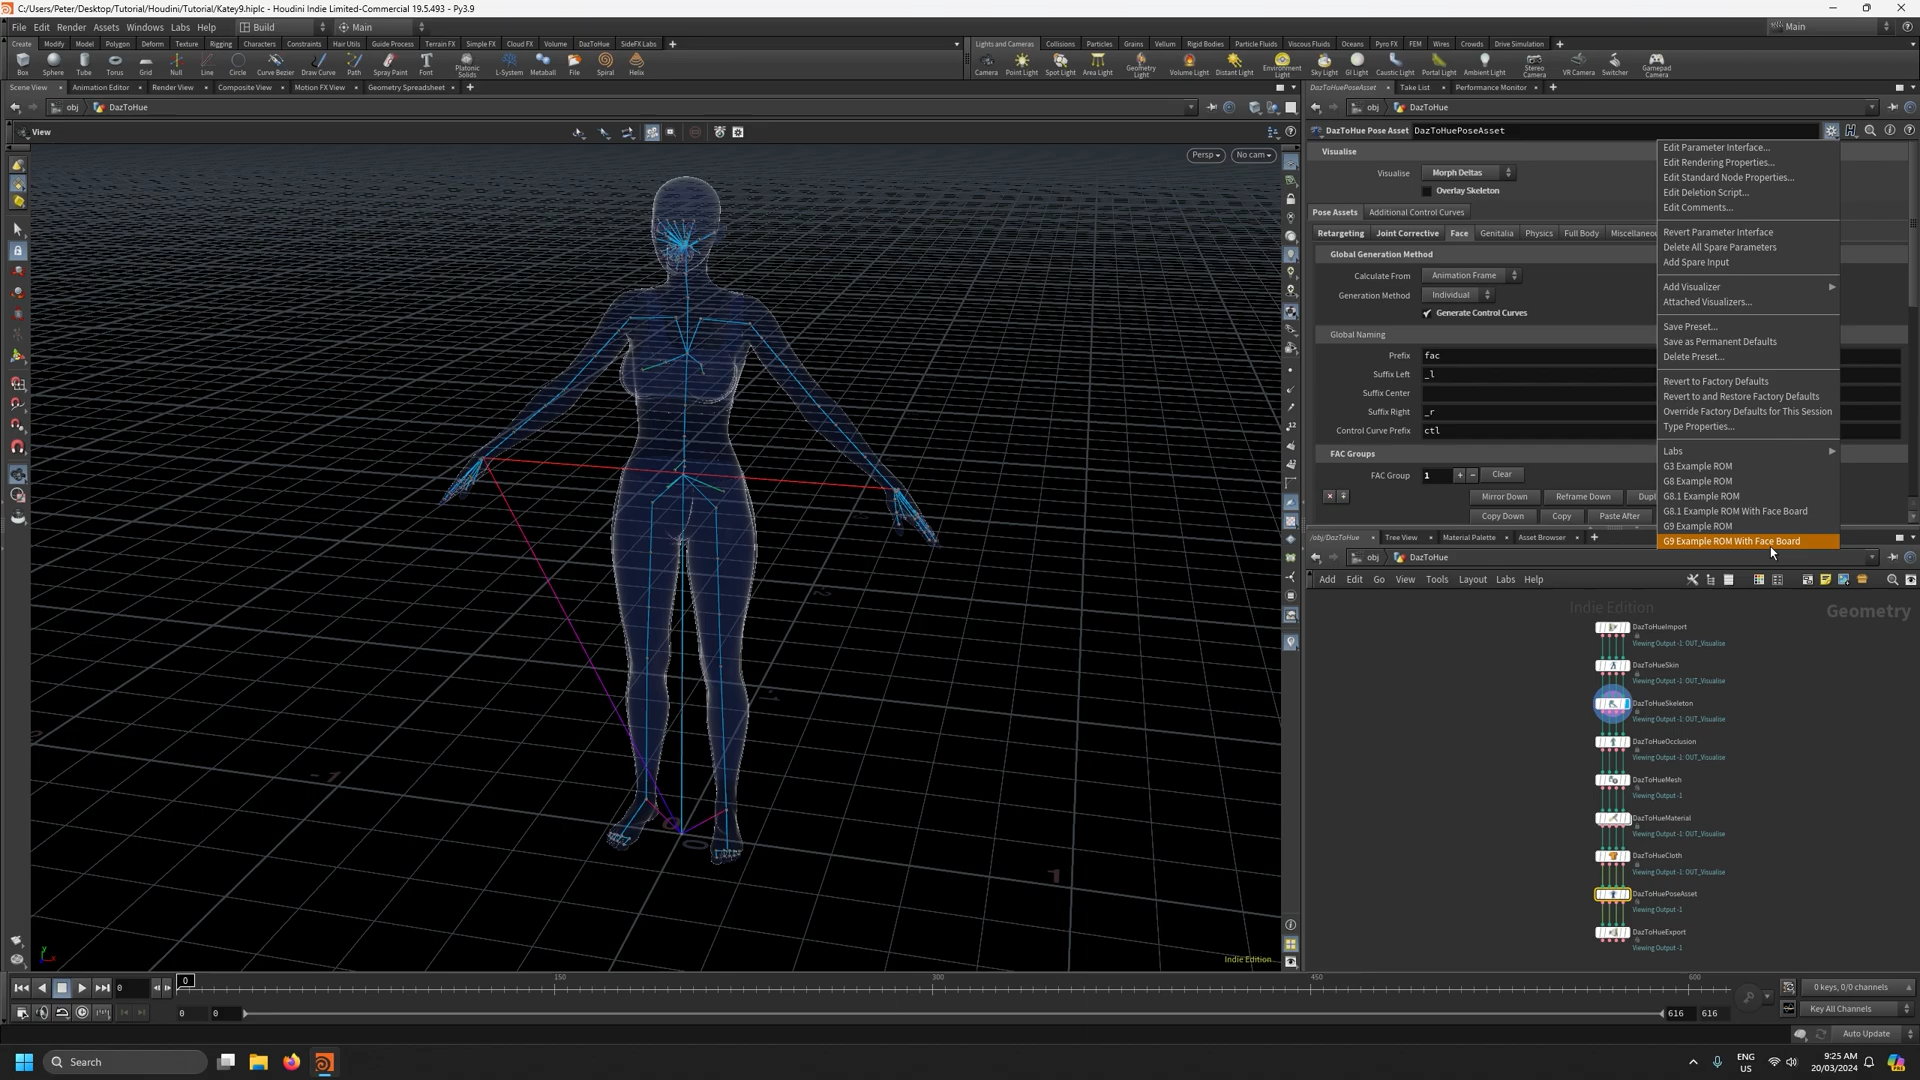 C:/Users/Peter/Desktop/Tutorial/Houdini/Tutorial/Katey9.hiplc - Houdini Indie Limited-Commercial 19.5.493 - Py3.9
File Edit Render Assets Windows Labs Help Build Main Main
Create Modify Model Polygon Deform Texture Rigging Characters Constraints Hair Utils Guide Process Terrain FX Simple FX Cloud FX Volume DazToHue SideFX Labs
Lights and Cameras Collisions Particles Grains Vellum Rigid Bodies Particle Fluids Viscous Fluids Oceans Pyro FX FEM Wires Crowds Drive Simulation
Box Sphere Tube Torus Grid Null Line Circle Curve Bezier Draw Curve Path Spray Paint Font Platonic Solids L-System Metaball File Spiral Helix
Camera Point Light Spot Light Area Light Geometry Light Volume Light Distant Light Environment Light Sky Light GI Light Caustic Light Portal Light Ambient Light Stereo Camera VR Camera Switcher Gamepad Camera
Scene View Animation Editor Render View Composite View Motion FX View Geometry Spreadsheet
DazToHuePoseAsset Take List Performance Monitor
obj DazToHue
obj DazToHue
View
Persp No cam
DazToHue Pose Asset DazToHuePoseAsset
Visualise
Visualise Morph Deltas
Overlay Skeleton
Pose Assets Additional Control Curves
Retargeting Joint Corrective Face Genitalia Physics Full Body Miscellaneou
Global Generation Method
Calculate From Animation Frame
Generation Method Individual
Generate Control Curves
Global Naming
Prefix fac
Suffix Left _l
Suffix Center
Suffix Right _r
Control Curve Prefix ctl
FAC Groups
FAC Group 1 Clear
Mirror Down Reframe Down Dupl
Copy Down Copy Paste After
Edit Parameter Interface...
Edit Rendering Properties...
Edit Standard Node Properties...
Edit Deletion Script...
Edit Comments...
Revert Parameter Interface
Delete All Spare Parameters
Add Spare Input
Add Visualizer
Attached Visualizers...
Save Preset...
Save as Permanent Defaults
Delete Preset...
Revert to Factory Defaults
Revert to and Restore Factory Defaults
Override Factory Defaults for This Session
Type Properties...
Labs
G3 Example ROM
G8 Example ROM
G8.1 Example ROM
G8.1 Example ROM With Face Board
G9 Example ROM
G9 Example ROM With Face Board
/obj/DazToHue Tree View Material Palette Asset Browser
obj DazToHue
Add Edit Go View Tools Layout Labs Help
Indie Edition
Geometry
DazToHueImport
Viewing Output -1: OUT_Visualise
DazToHueSkin
Viewing Output -1: OUT_Visualise
DazToHueSkeleton
Viewing Output -1: OUT_Visualise
DazToHueOcclusion
Viewing Output -1: OUT_Visualise
DazToHueMesh
Viewing Output -1
DazToHueMaterial
Viewing Output -1: OUT_Visualise
DazToHueCloth
Viewing Output -1: OUT_Visualise
DazToHuePoseAsset
Viewing Output -1
DazToHueExport
Viewing Output -1
Indie Edition
0 0 150 300 450 600
0 keys, 0/0 channels
0 0 616 616
Key All Channels
Auto Update
Search
ENG
US
9:25 AM
20/03/2024